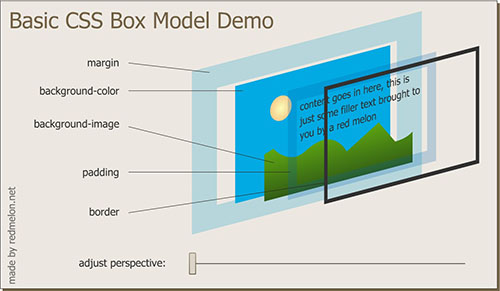 Basic CSS Box Model Demo
margin
background-color
background-image
padding
border
content goes in here, this is
just some filler text brought to
you by a red melon
adjust perspective:
made by redmelon.net